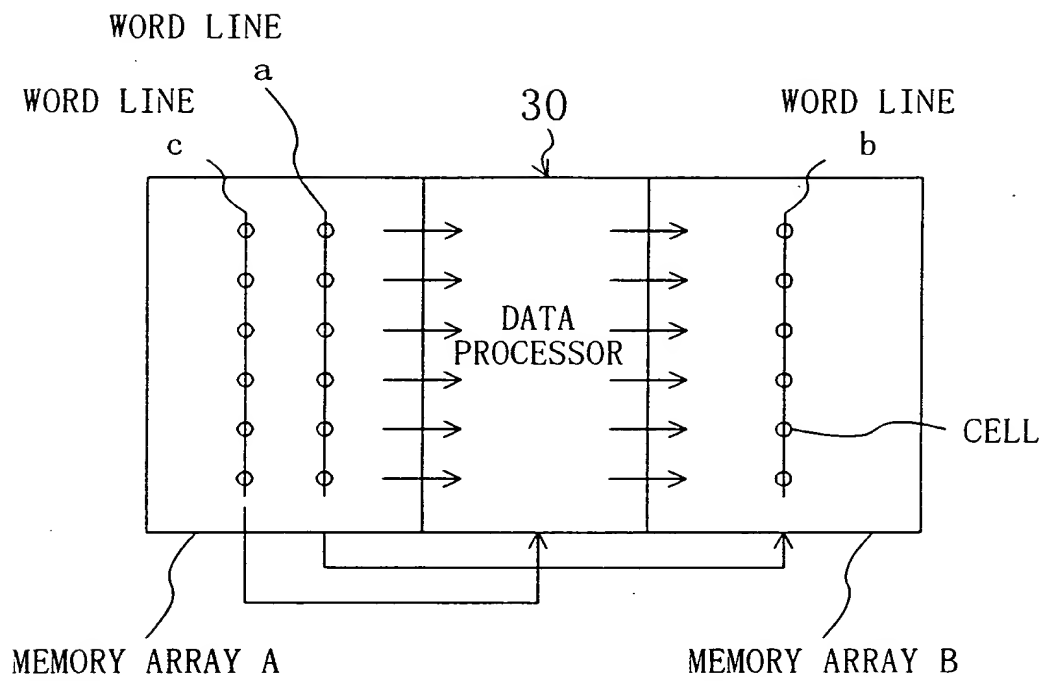 WORD LINE
a
WORD LINE
c
30
WORD LINE
b
DATA
PROCESSOR
CELL
MEMORY ARRAY A
MEMORY ARRAY B